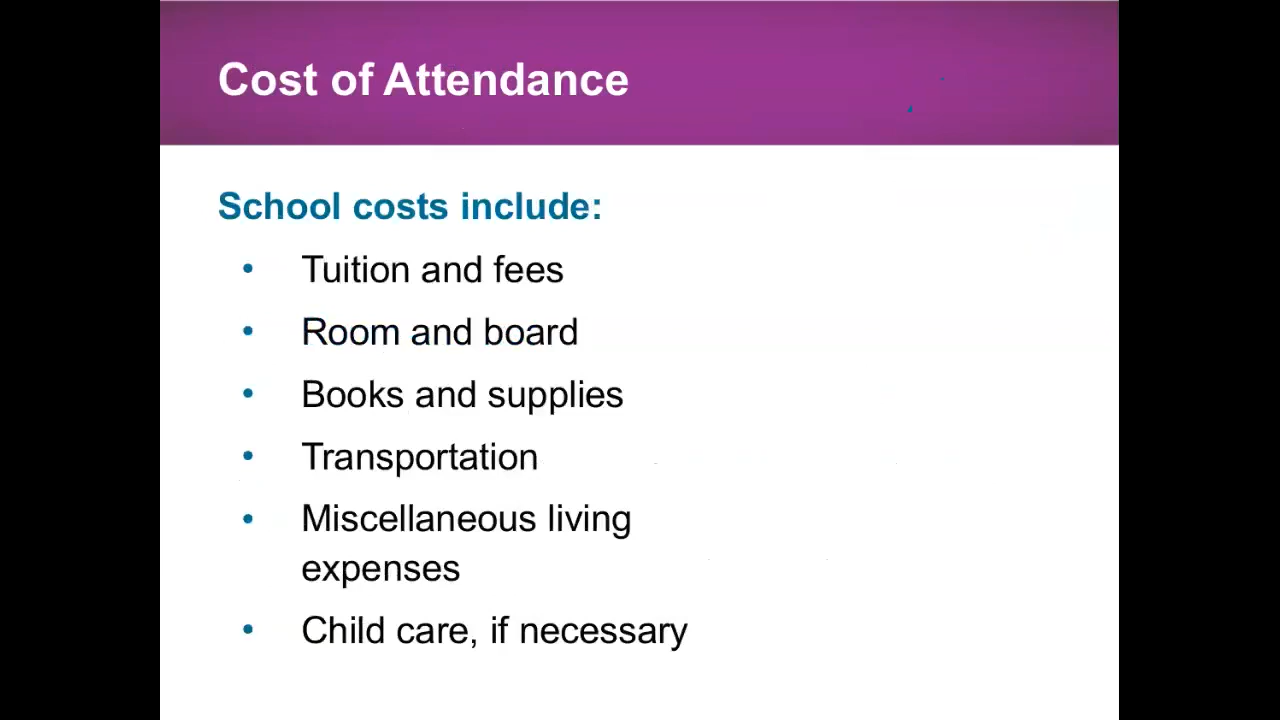 Cost of Attendance
School costs include:
• Tuition and fees
• Room and board
• Books and supplies
• Transportation
• Miscellaneous living
expenses
• Child care, if necessary